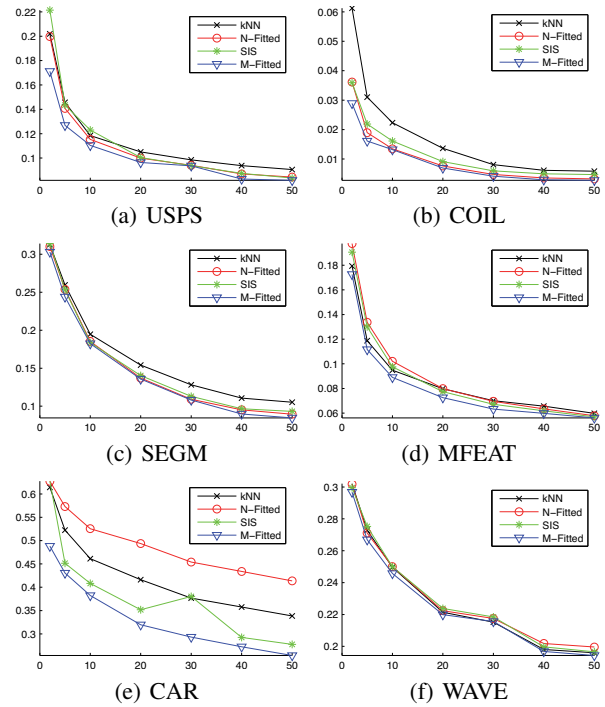 0.22
0.2
0.18
0.16
0.14
0.12
0.1
0 10 20 30 40 50
kNN
N−Fitted
SIS
M−Fitted
(a) USPS
0.06
0.05
0.04
0.03
0.02
0.01
0 10 20 30 40 50
kNN
N−Fitted
SIS
M−Fitted
(b) COIL
0.3
0.25
0.2
0.15
0.1
0 10 20 30 40 50
kNN
N−Fitted
SIS
M−Fitted
(c) SEGM
0.18
0.16
0.14
0.12
0.1
0.08
0.06
0 10 20 30 40 50
kNN
N−Fitted
SIS
M−Fitted
(d) MFEAT
0.6
0.55
0.5
0.45
0.4
0.35
0.3
0 10 20 30 40 50
kNN
N−Fitted
SIS
M−Fitted
(e) CAR
0.3
0.28
0.26
0.24
0.22
0.2
0 10 20 30 40 50
kNN
N−Fitted
SIS
M−Fitted
(f) WAVE